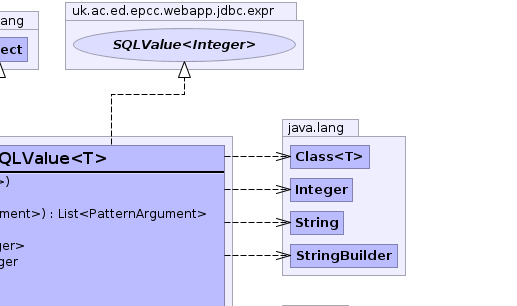 ang
ect
uk.ac.ed.epcc.webapp.jdbc.expr
SQLValue<Integer>
QLValue<T>
>)
ment>) : List<PatternArgument>
ger>
ger
java.lang
Class<T>
Integer
String
StringBuilder